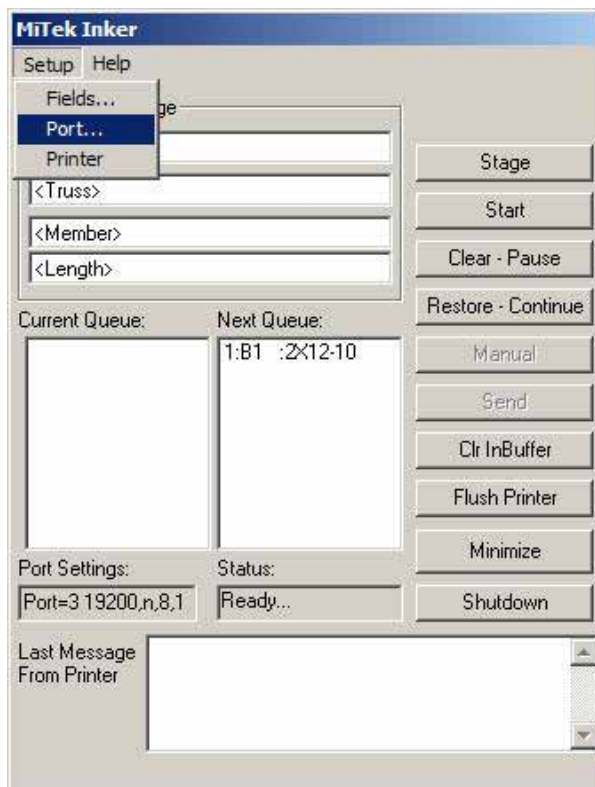 MiTek Inker
Setup Help
Fields...
Port...
Printer
ge
<Truss>
<Member>
<Length>
Stage
Start
Clear - Pause
Restore - Continue
Manual
Send
Clr InBuffer
Flush Printer
Minimize
Shutdown
Current Queue:
Next Queue:
1:B1 :2X12-10
Port Settings:
Port=3 19200,n,8,1
Status:
Ready...
Last Message
From Printer